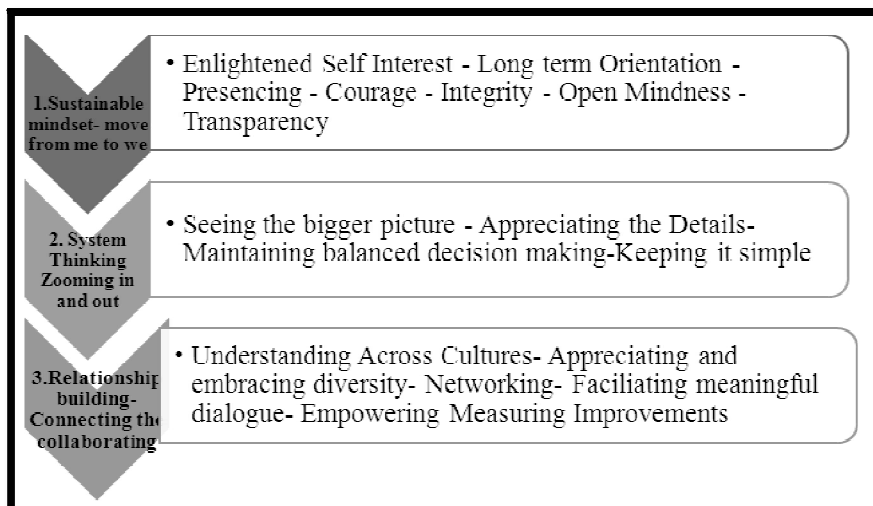 1.Sustainable
mindset- move
from me to we
• Enlightened Self Interest - Long term Orientation -
Presencing - Courage - Integrity - Open Mindness -
Transparency
2. System
Thinking
Zooming in
and out
• Seeing the bigger picture - Appreciating the Details-
Maintaining balanced decision making-Keeping it simple
3.Relationship
building-
Connecting the
collaborating
• Understanding Across Cultures- Appreciating and
embracing diversity- Networking- Faciliating meaningful
dialogue- Empowering Measuring Improvements